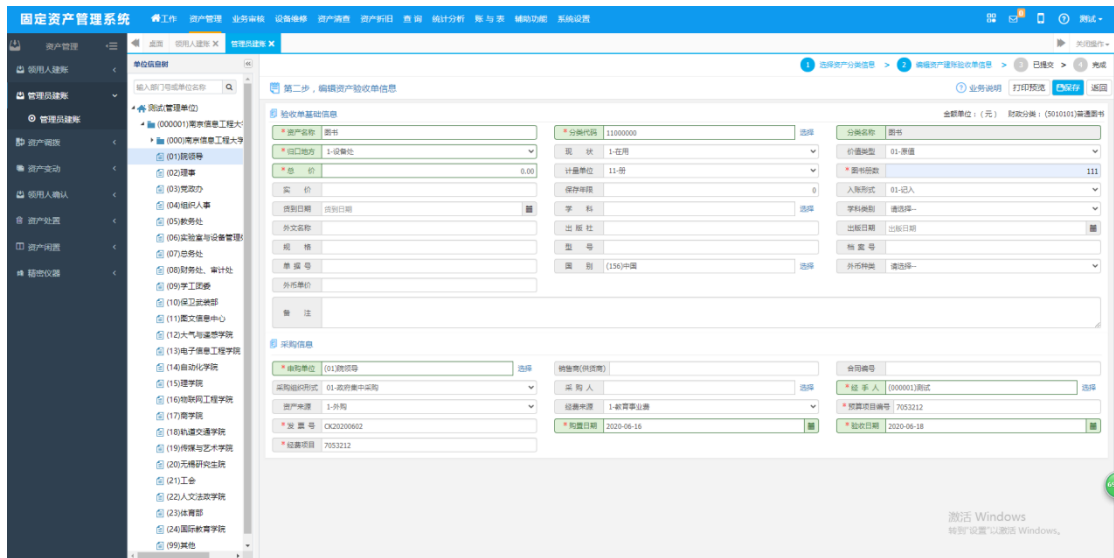 固定资产管理系统 工作 资产管理 业务审核 设备维修 资产清查 资产折旧 查询 统计分析 账与表 辅助功能 系统设置 测试
资产管理 桌面 领用人建账 管理员建账 关闭操作
领用人建账
管理员建账
管理员建账
资产调拨
资产变动
领用人确认
资产处置
资产闲置
精密仪器
单位信息树
输入部门号或单位名称
测试(管理单位)
(000001)南京信息工程大
(000)南京信息工程大学
(01)院领导
(02)理事
(03)党政办
(04)组织人事
(05)教务处
(06)实验室与设备管理
(07)总务处
(08)财务处、审计处
(09)学工团委
(10)保卫武装部
(11)图文信息中心
(12)大气与遥感学院
(13)电子信息工程学院
(14)自动化学院
(15)理学院
(16)物联网工程学院
(17)商学院
(18)轨道交通学院
(19)传媒与艺术学院
(20)无锡研究生院
(21)工会
(22)人文法政学院
(23)体育部
(24)国际教育学院
(99)其他
1 选择资产分类信息 > 2 编辑资产建账验收单信息 > 3 已提交 > 4 完成
第二步，编辑资产验收单信息 业务说明 打印预览 保存 返回
验收单基础信息 金额单位：（元） 财政分类：(5010101)普通图书
* 资产名称 图书 * 分类代码 11000000 选择 分类名称 图书
* 归口地方 1-设备处 现 状 1-在用 价值类型 01-原值
* 总 价 0.00 计量单位 11-册 * 图书册数 111
实 价 保存年限 0 入账形式 01-记入
货到日期 货到日期 学 科 选择 学科类别 请选择--
外文名称 出 版 社 出版日期 出版日期
规 格 型 号 档 案 号
单 据 号 国 别 (156)中国 选择 外币种类 请选择--
外币单价
备 注
采购信息
* 申购单位 (01)院领导 选择 销售商(供货商) 合同编号
采购组织形式 01-政府集中采购 采 购 人 选择 * 经 手 人 (000001)测试 选择
资产来源 1-外购 经费来源 1-教育事业费 * 预算项目编号 7053212
* 发 票 号 CK20200602 * 购置日期 2020-06-16 * 验收日期 2020-06-18
* 经费项目 7053212
激活 Windows
转到"设置"以激活 Windows。